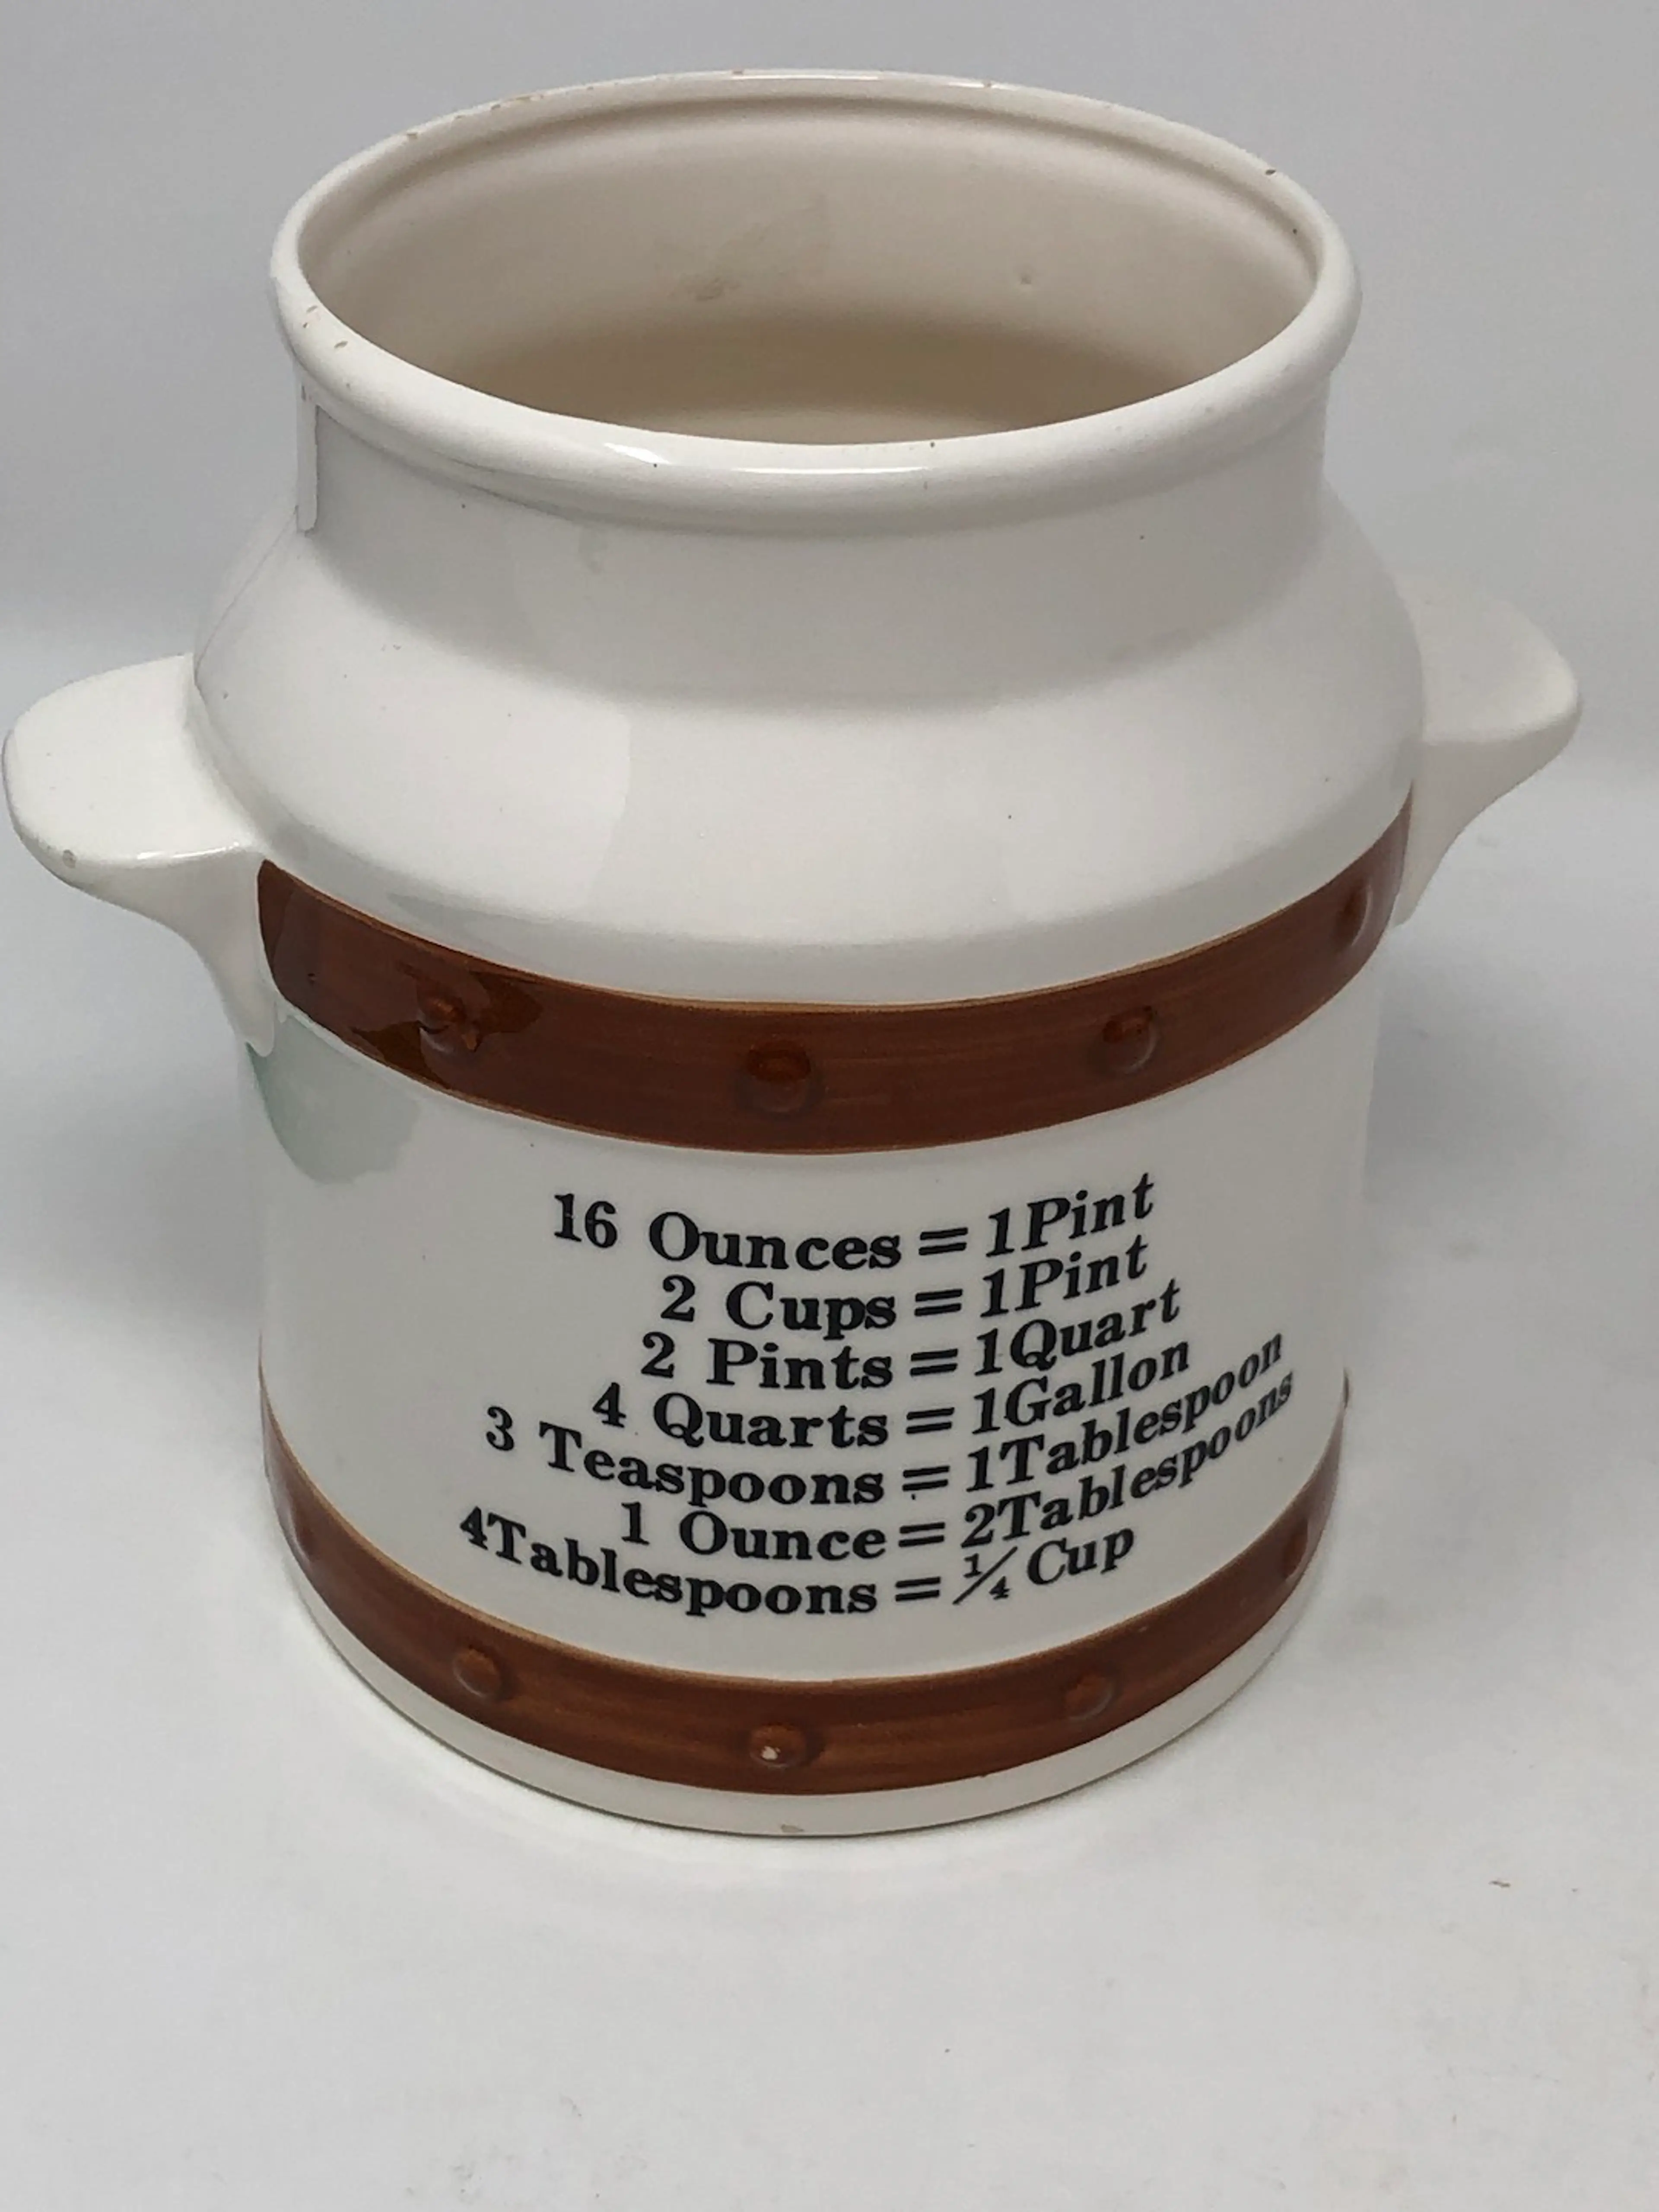 16 Ounces = 1Pint
2 Cups = 1Pint
2 Pints = 1Quart
4 Quarts = 1Gallon
3 Teaspoons = 1Tablespoon
1 Ounce = 2Tablespoons
4Tablespoons = ¼ Cup